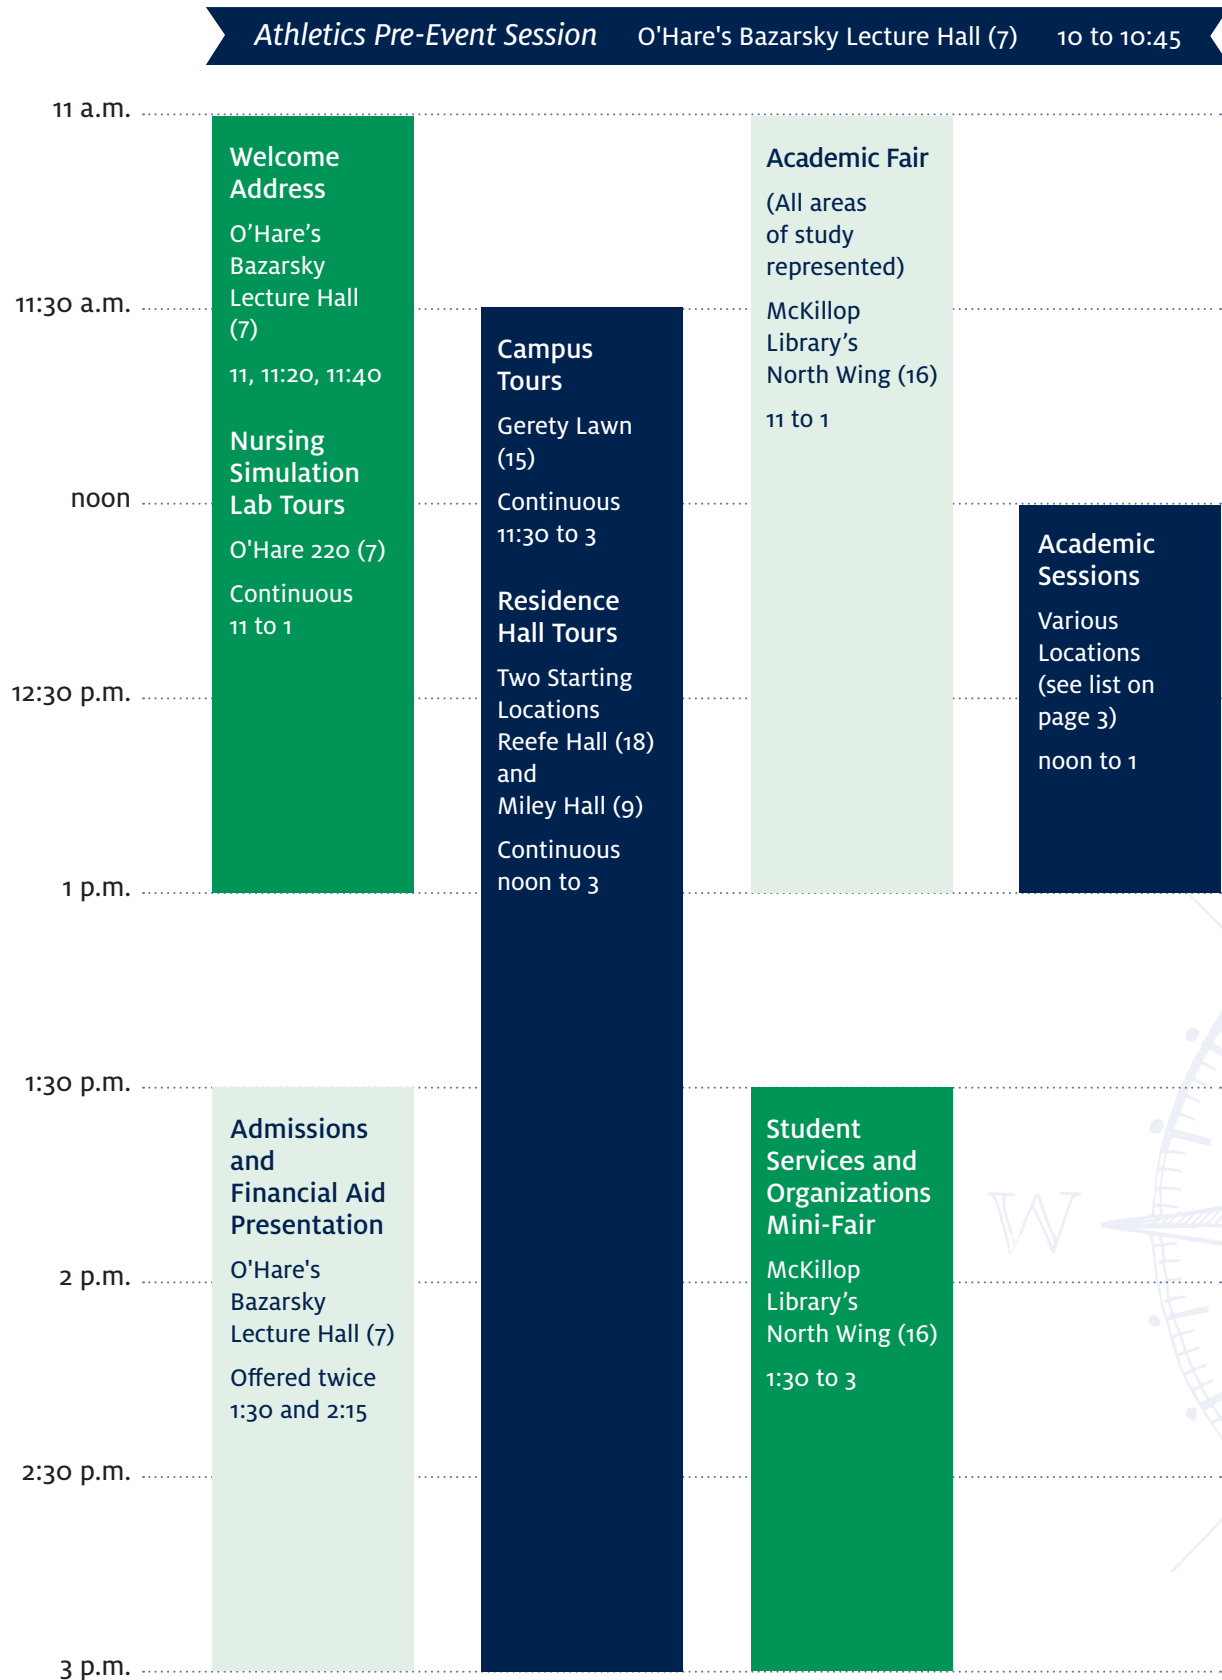 Athletics Pre-Event Session O'Hare's Bazarsky Lecture Hall (7) 10 to 10:45
11 a.m.
11:30 a.m.
noon
12:30 p.m.
1 p.m.
1:30 p.m.
2 p.m.
2:30 p.m.
3 p.m.
Welcome
Address
O’Hare’s
Bazarsky
Lecture Hall
(7)
11, 11:20, 11:40
Nursing
Simulation
Lab Tours
O'Hare 220 (7)
Continuous
11 to 1
Campus
Tours
Gerety Lawn
(15)
Continuous
11:30 to 3
Residence
Hall Tours
Two Starting
Locations
Reefe Hall (18)
and
Miley Hall (9)
Continuous
noon to 3
Academic Fair
(All areas
of study
represented)
McKillop
Library’s
North Wing (16)
11 to 1
Academic
Sessions
Various
Locations
(see list on
page 3)
noon to 1
Admissions
and
Financial Aid
Presentation
O'Hare's
Bazarsky
Lecture Hall (7)
Offered twice
1:30 and 2:15
Student
Services and
Organizations
Mini-Fair
McKillop
Library’s
North Wing (16)
1:30 to 3
W